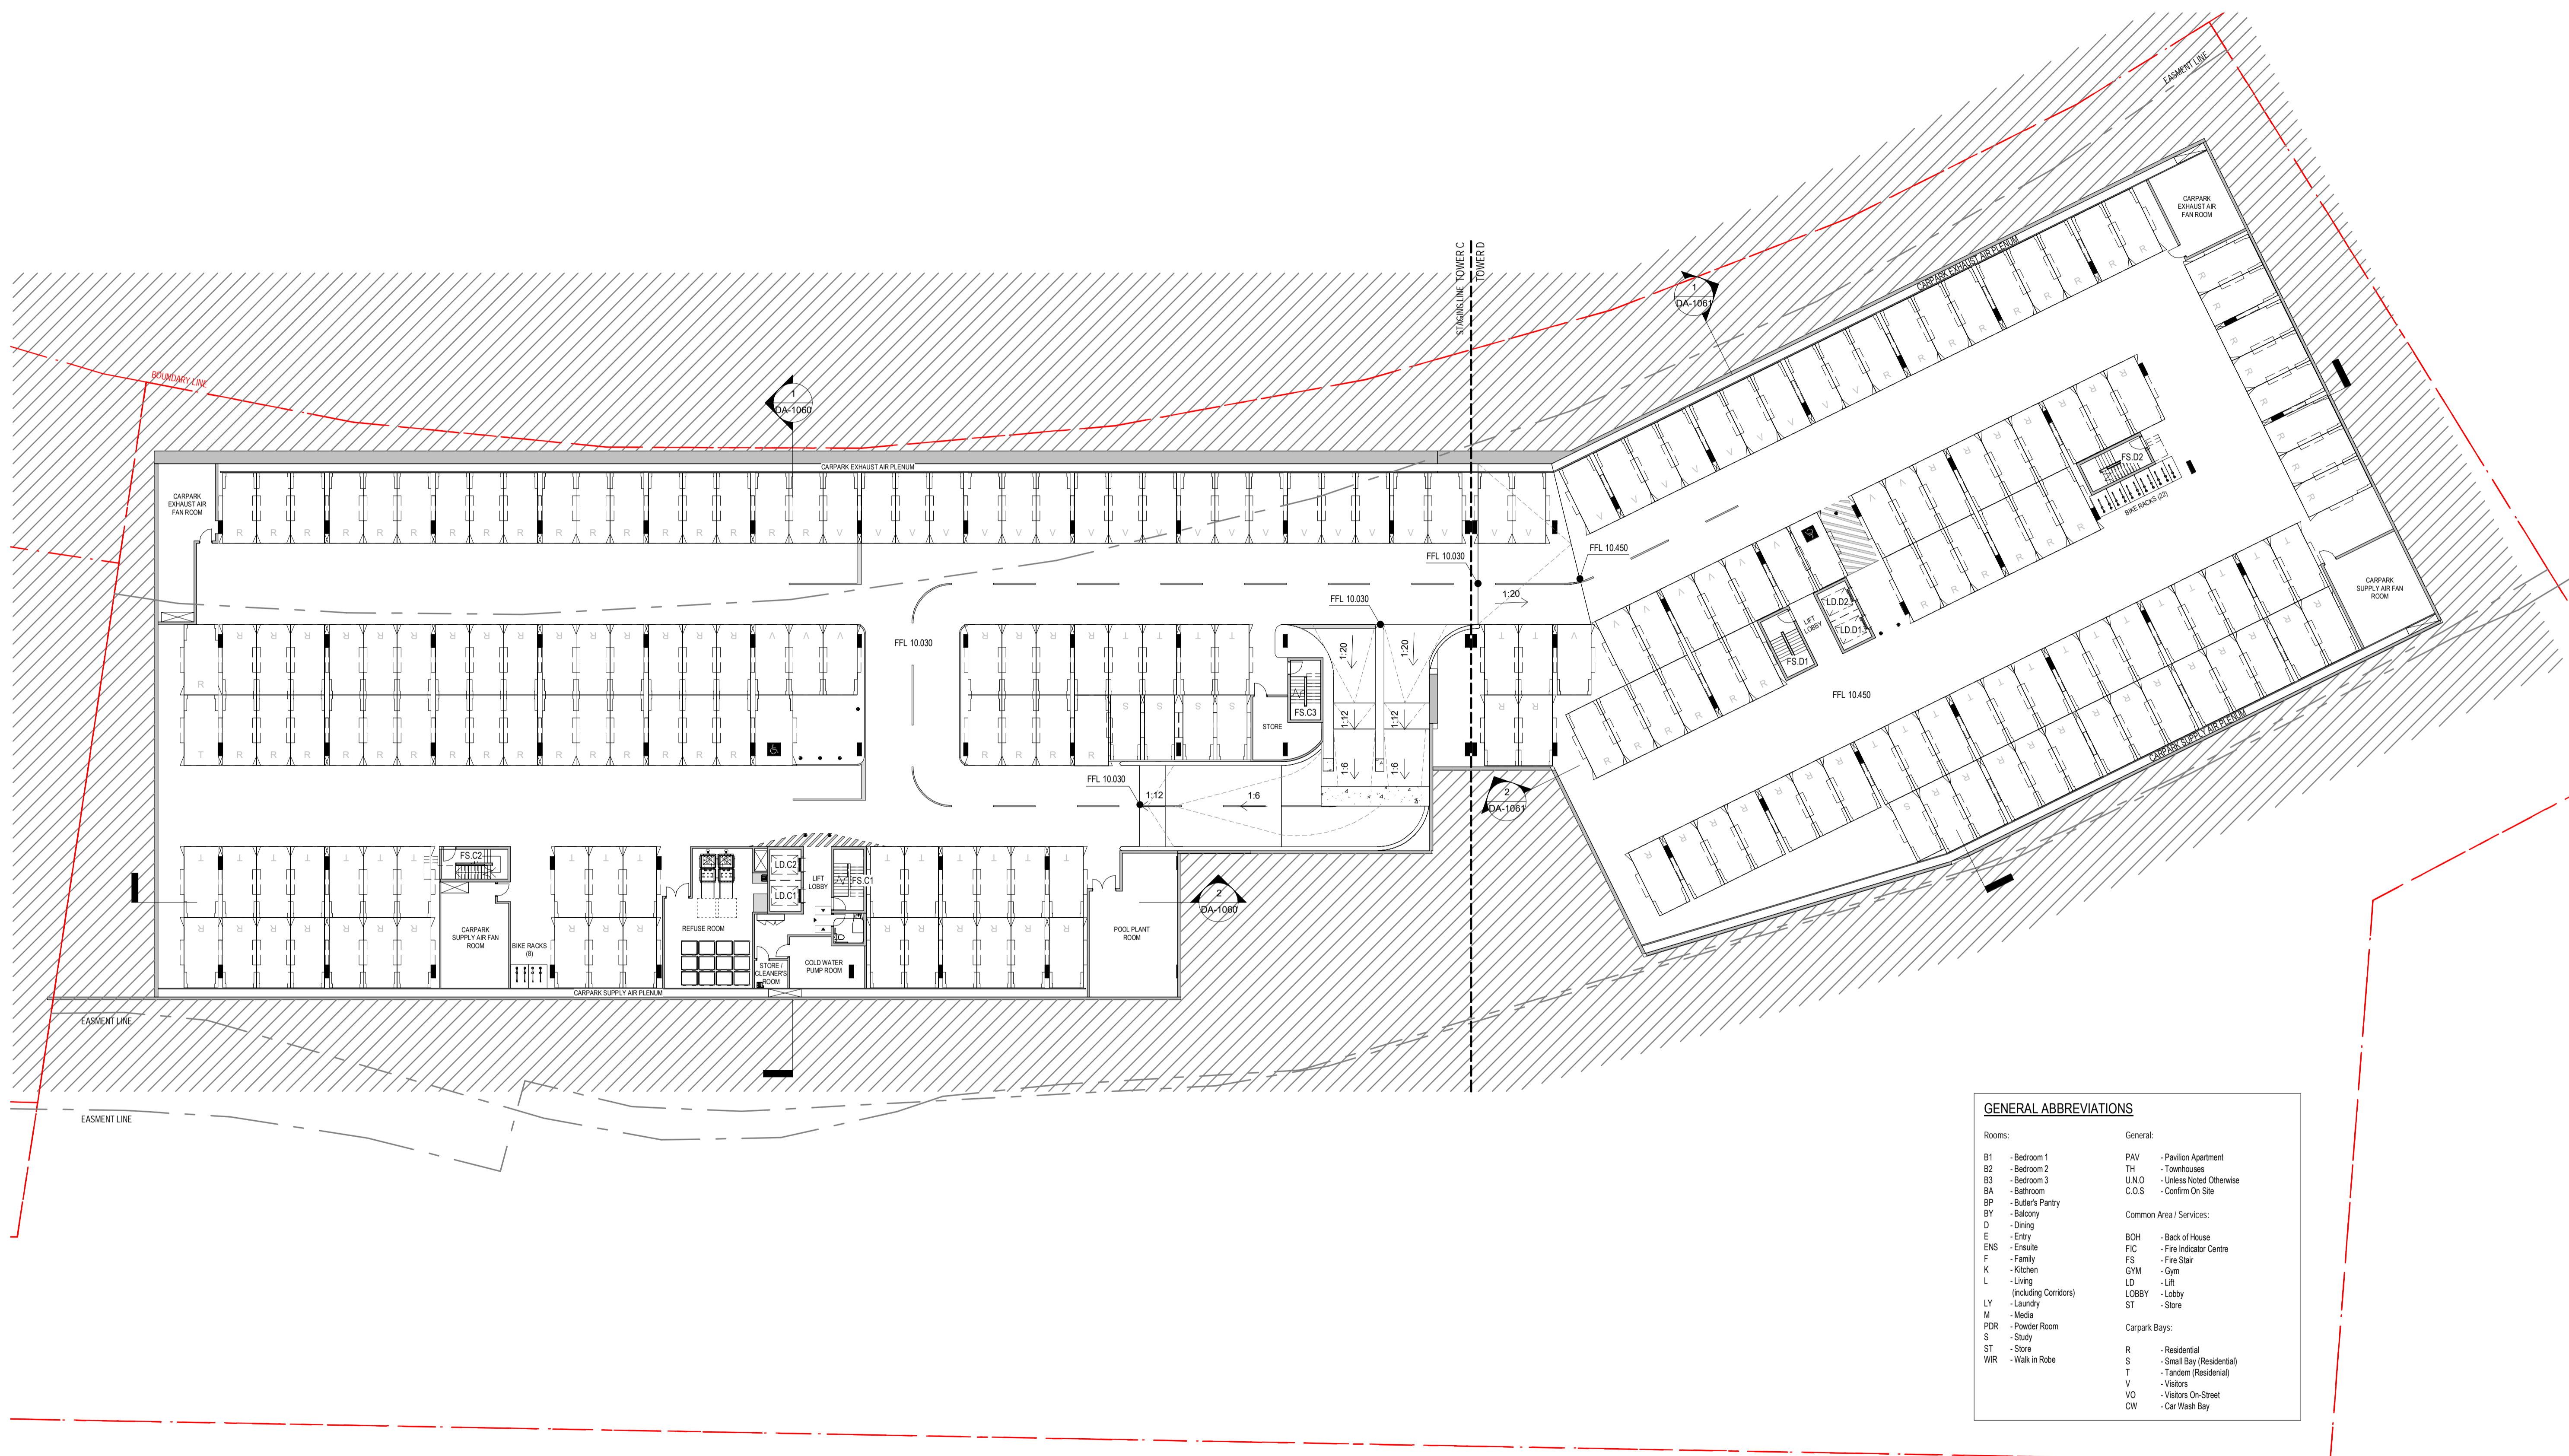 EASMENT LINE
CARPARK
EXHAUST AIR
FAN ROOM
CARPARK EXHAUST AIR PLENUM
STAGING LINE TOWER C
TOWER D
1
DA-1061
BOUNDARY LINE
1
DA-1060
V V V V V V V V V R R R R R R R R R
R
R
R
R
R
R
CARPARK EXHAUST AIR PLENUM
CARPARK
EXHAUST AIR
FAN ROOM
R R R R R R R R R R R R R R R R R V V V V V V V V V V V V V V V V V V V V
FFL 10.030
FFL 10.450
1:20
FFL 10.030
V V V V V V V V R R R R R R R
FS.D2
BIKE RACKS (22)
R R R R R R R R R R R R
LD.D2
LD.D1
LIFT
LOBBY
FS.D1
FFL 10.450
CARPARK
SUPPLY AIR FAN
ROOM
R R R R R R R R R R R R R R R V V V
FFL 10.030
R R R R T T T T
1:20
1:20
T T T
R
S S S S
R R
FS.C3
STORE
1:12
1:12
1:6
1:6
T R R R R R R R R R R R R R R R
R R R R
FFL 10.030
1:12
1:6
2
DA-1061
R R R R R R R T T T T T T T T T T T T T T
S R R R R R R R R R R R R R
CARPARK SUPPLY AIR PLENUM
T T T T T T T
FS.C2
T T T
LD.C2
LD.C1
LIFT
LOBBY
FS.C1
T T T T T T
2
DA-1060
R R R R R R R
CARPARK
SUPPLY AIR FAN
ROOM
BIKE RACKS
(8)
R R R
REFUSE ROOM
STORE /
CLEANER'S
ROOM
COLD WATER
PUMP ROOM
R R R R R R
POOL PLANT
ROOM
CARPARK SUPPLY AIR PLENUM
EASMENT LINE
EASMENT LINE
GENERAL ABBREVIATIONS
Rooms:
B1 - Bedroom 1
B2 - Bedroom 2
B3 - Bedroom 3
BA - Bathroom
BP - Butler's Pantry
BY - Balcony
D - Dining
E - Entry
ENS - Ensuite
F - Family
K - Kitchen
L - Living
(including Corridors)
LY - Laundry
M - Media
PDR - Powder Room
S - Study
ST - Store
WIR - Walk in Robe
General:
PAV - Pavilion Apartment
TH - Townhouses
U.N.O - Unless Noted Otherwise
C.O.S - Confirm On Site
Common Area / Services:
BOH - Back of House
FIC - Fire Indicator Centre
FS - Fire Stair
GYM - Gym
LD - Lift
LOBBY - Lobby
ST - Store
Carpark Bays:
R - Residential
S - Small Bay (Residential)
T - Tandem (Residenial)
V - Visitors
VO - Visitors On-Street
CW - Car Wash Bay